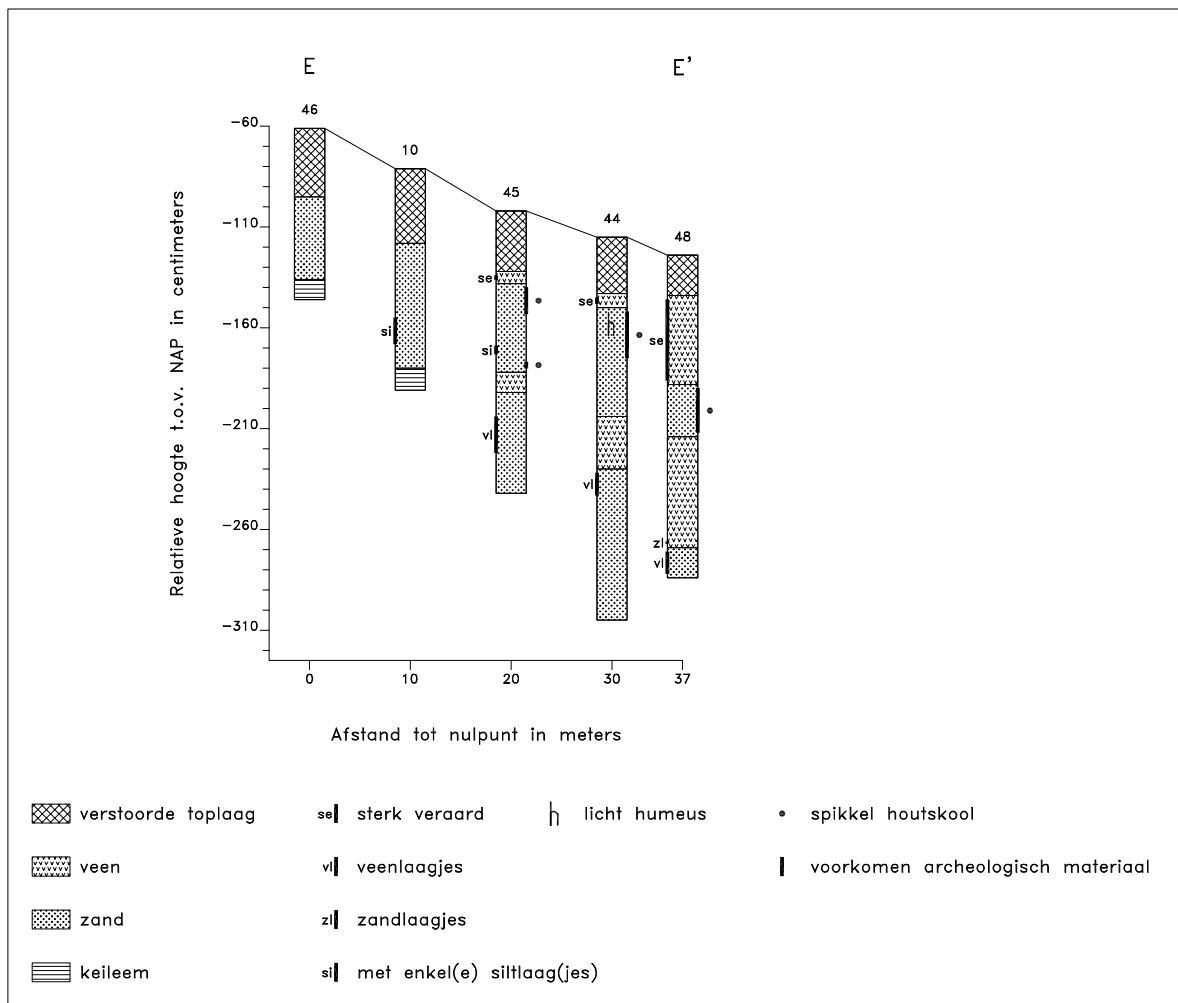 E E'
46
-60
10
45
-110
44
48
se
se
-160
h
si
si
se
-210
vl
vl
-260
zl
vl
-310
0 10 20 30 37
Relatieve hoogte t.o.v. NAP in centimeters
Afstand tot nulpunt in meters
verstoorde toplaag se sterk veraard h licht humeus spikkel houtskool
veen vl veenlaagjes voorkomen archeologisch materiaal
zand zl zandlaagjes
keileem si met enkel(e) siltlaag(jes)